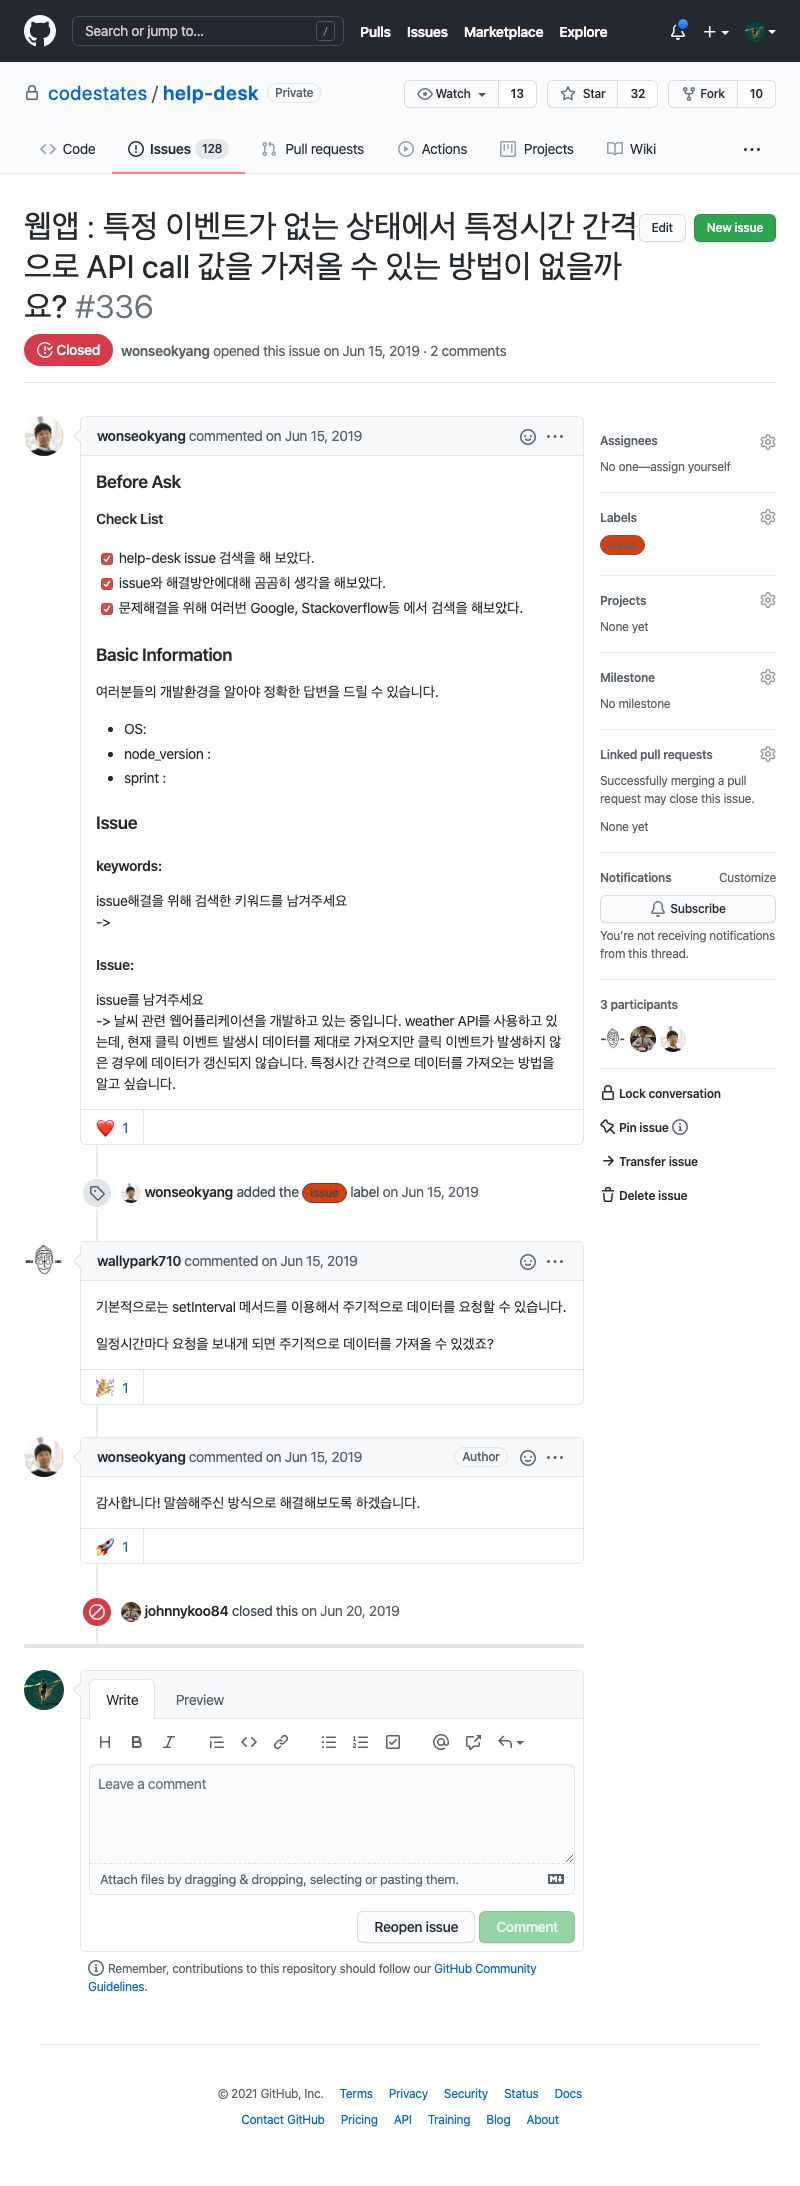 Search or jump to... /
Pulls Issues Marketplace Explore
codestates / help-desk Private
Watch 13 Star 32 Fork 10
Code Issues 128 Pull requests Actions Projects Wiki
웹앱 : 특정 이벤트가 없는 상태에서 특정시간 간격
으로 API call 값을 가져올 수 있는 방법이 없을까
요? #336
Edit New issue
Closed wonseokyang opened this issue on Jun 15, 2019 · 2 comments
wonseokyang commented on Jun 15, 2019
Before Ask
Check List
help-desk issue 검색을 해 보았다.
issue와 해결방안에대해 곰곰히 생각을 해보았다.
문제해결을 위해 여러번 Google, Stackoverflow등 에서 검색을 해보았다.
Basic Information
여러분들의 개발환경을 알아야 정확한 답변을 드릴 수 있습니다.
OS:
node_version :
sprint :
Issue
keywords:
issue해결을 위해 검색한 키워드를 남겨주세요
->
Issue:
issue를 남겨주세요
-> 날씨 관련 웹어플리케이션을 개발하고 있는 중입니다. weather API를 사용하고 있
는데, 현재 클릭 이벤트 발생시 데이터를 제대로 가져오지만 클릭 이벤트가 발생하지 않
은 경우에 데이터가 갱신되지 않습니다. 특정시간 간격으로 데이터를 가져오는 방법을
알고 싶습니다.
1
wonseokyang added the issue label on Jun 15, 2019
wallypark710 commented on Jun 15, 2019
기본적으로는 setInterval 메서드를 이용해서 주기적으로 데이터를 요청할 수 있습니다.
일정시간마다 요청을 보내게 되면 주기적으로 데이터를 가져올 수 있겠죠?
1
wonseokyang commented on Jun 15, 2019 Author
감사합니다! 말씀해주신 방식으로 해결해보도록 하겠습니다.
1
johnnykoo84 closed this on Jun 20, 2019
Write Preview
H B I
Leave a comment
Attach files by dragging & dropping, selecting or pasting them.
Reopen issue Comment
Remember, contributions to this repository should follow our GitHub Community
Guidelines.
Assignees
No one—assign yourself
Labels
issue
Projects
None yet
Milestone
No milestone
Linked pull requests
Successfully merging a pull
request may close this issue.
None yet
Notifications Customize
Subscribe
You're not receiving notifications
from this thread.
3 participants
Lock conversation
Pin issue
Transfer issue
Delete issue
© 2021 GitHub, Inc. Terms Privacy Security Status Docs
Contact GitHub Pricing API Training Blog About